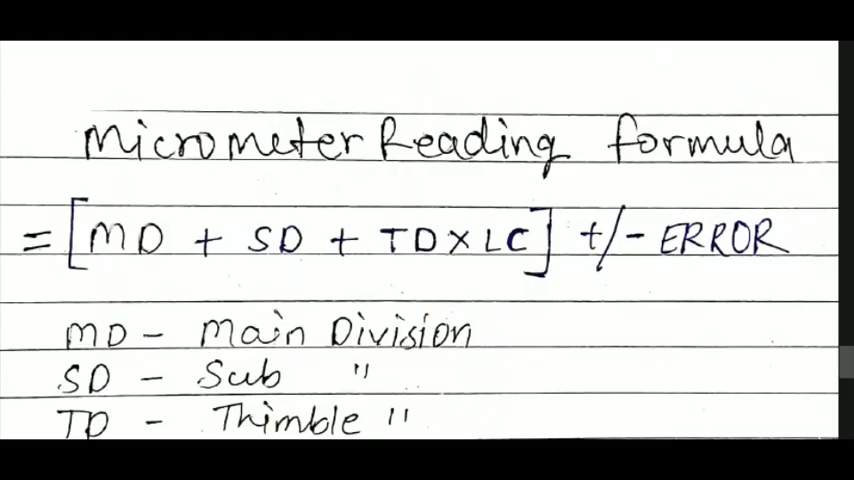 Micrometer Reading formula
= [MD + SD + TD X LC] +/- ERROR
MD - Main Division
SD - Sub "
TD - Thimble "